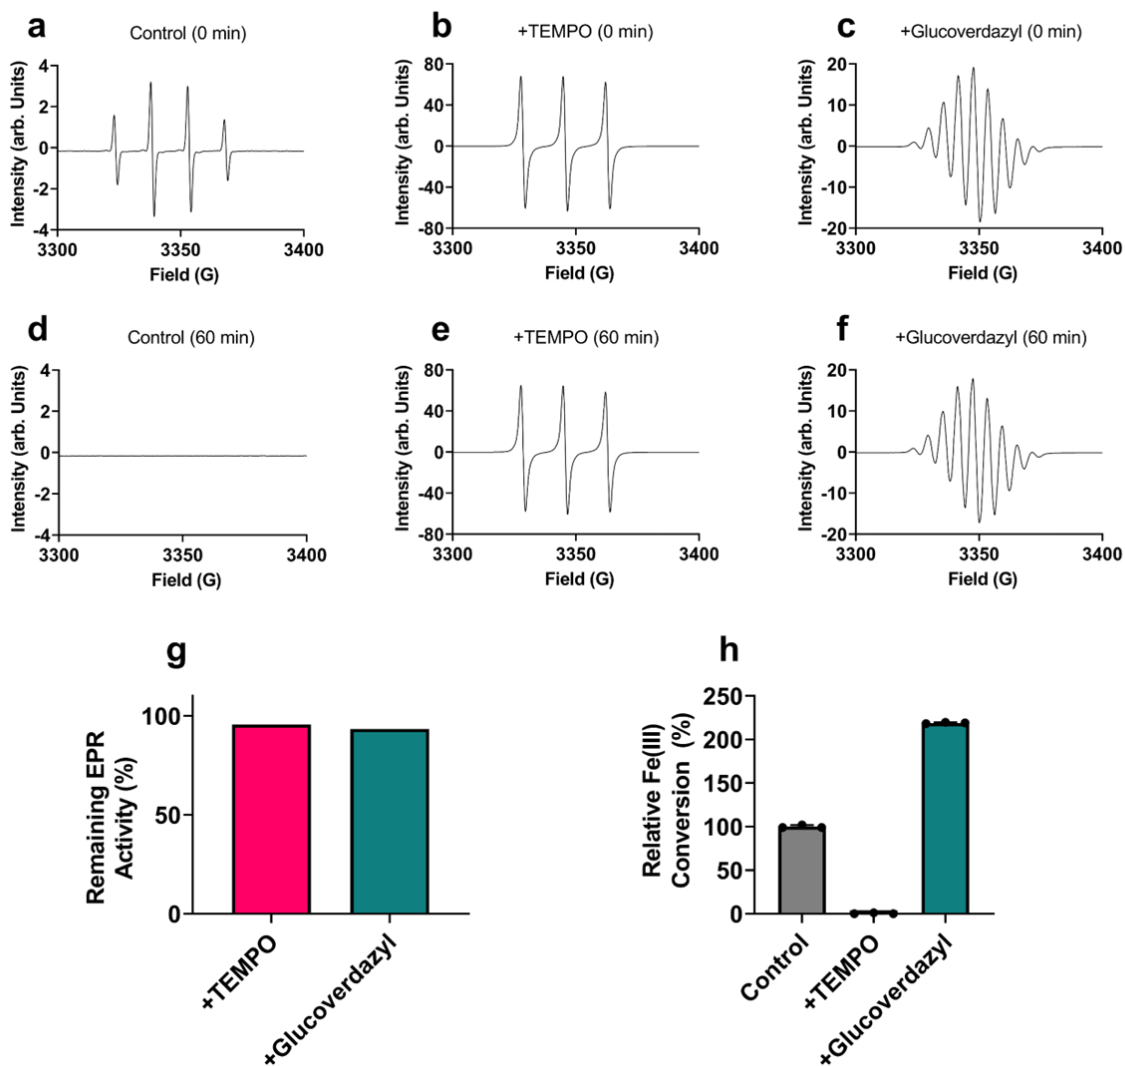 a
Control (0 min)
Intensity (arb. Units)
4
2
0
-2
-4
3300
3350
3400
Field (G)
b
+TEMPO (0 min)
Intensity (arb. Units)
80
40
0
-40
-80
3300
3350
3400
Field (G)
c
+Glucoverdazyl (0 min)
Intensity (arb. Units)
20
10
0
-10
-20
3300
3350
3400
Field (G)
d
Control (60 min)
Intensity (arb. Units)
4
2
0
-2
-4
3300
3350
3400
Field (G)
e
+TEMPO (60 min)
Intensity (arb. Units)
80
40
0
-40
-80
3300
3350
3400
Field (G)
f
+Glucoverdazyl (60 min)
Intensity (arb. Units)
20
10
0
-10
-20
3300
3350
3400
Field (G)
g
Remaining EPR
Activity (%)
100
50
0
+TEMPO
+Glucoverdazyl
h
Relative Fe(III)
Conversion (%)
250
200
150
100
50
0
Control
+TEMPO
+Glucoverdazyl